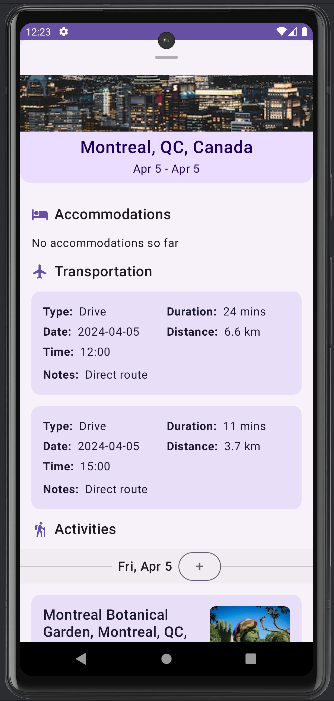 12:23
Montreal, QC, Canada
Apr 5 - Apr 5
Accommodations
No accommodations so far
Transportation
Type: Drive Duration: 24 mins
Date: 2024-04-05 Distance: 6.6 km
Time: 12:00
Notes: Direct route
Type: Drive Duration: 11 mins
Date: 2024-04-05 Distance: 3.7 km
Time: 15:00
Notes: Direct route
Activities
Fri, Apr 5 +
Montreal Botanical
Garden, Montreal, QC,